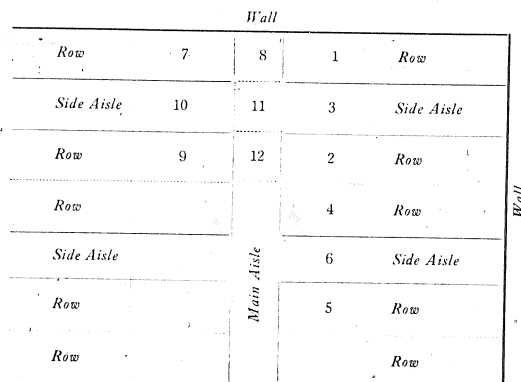 Wall
Row 7 8 1 Row
Side Aisle 10 11 3 Side Aisle
Row 9 12 2 Row
Row 4 Row
Side Aisle 6 Side Aisle
Row 5 Row
Row Row
Main Aisle
Wall